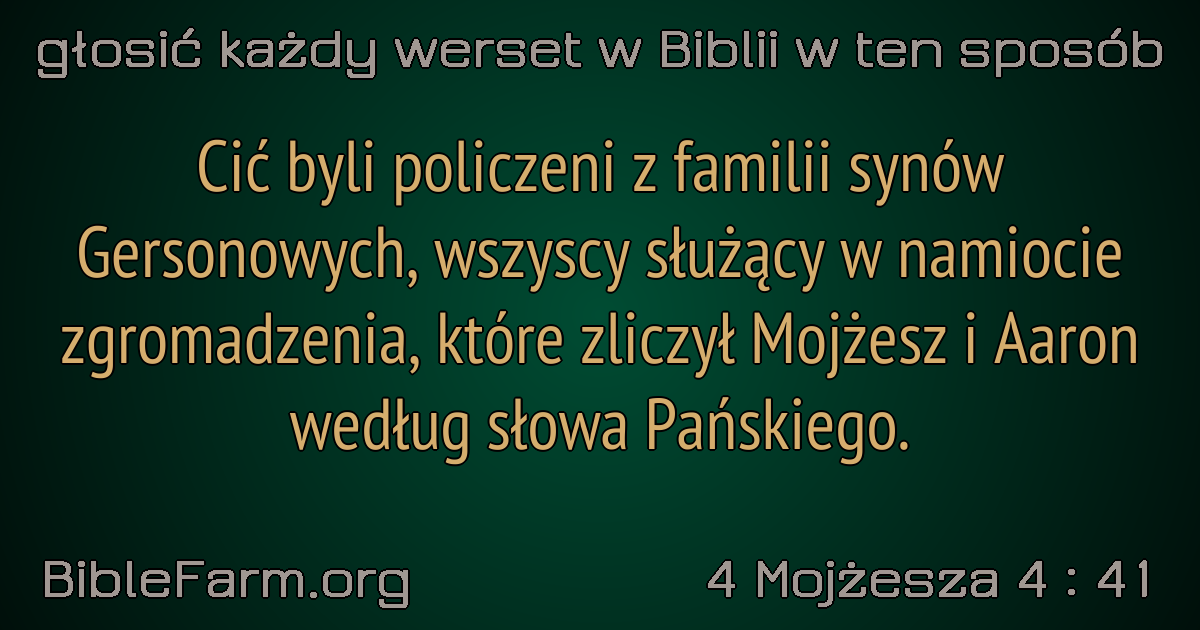 głosić każdy werset w Biblii w ten sposób
Cić byli policzeni z familii synów
Gersonowych, wszyscy służący w namiocie
zgromadzenia, które zliczył Mojżesz i Aaron
według słowa Pańskiego.
BibleFarm.org
4 Mojżesza 4 : 41